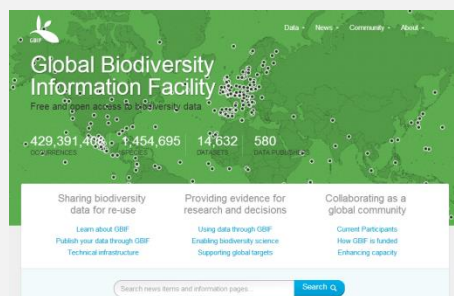 GBIF
Data News Community About
Global Biodiversity
Information Facility
Free and open access to biodiversity data
429,391,408 1,454,695 14,632 580
OCCURRENCES SPECIES DATASETS DATA PUBLISHERS
Sharing biodiversity data for re-use
Learn about GBIF
Publish your data through GBIF
Technical infrastructure
Providing evidence for research and decisions
Using data through GBIF
Enabling biodiversity science
Supporting global targets
Collaborating as a global community
Current Participants
How GBIF is funded
Enhancing capacity
Search news items and information pages. Search